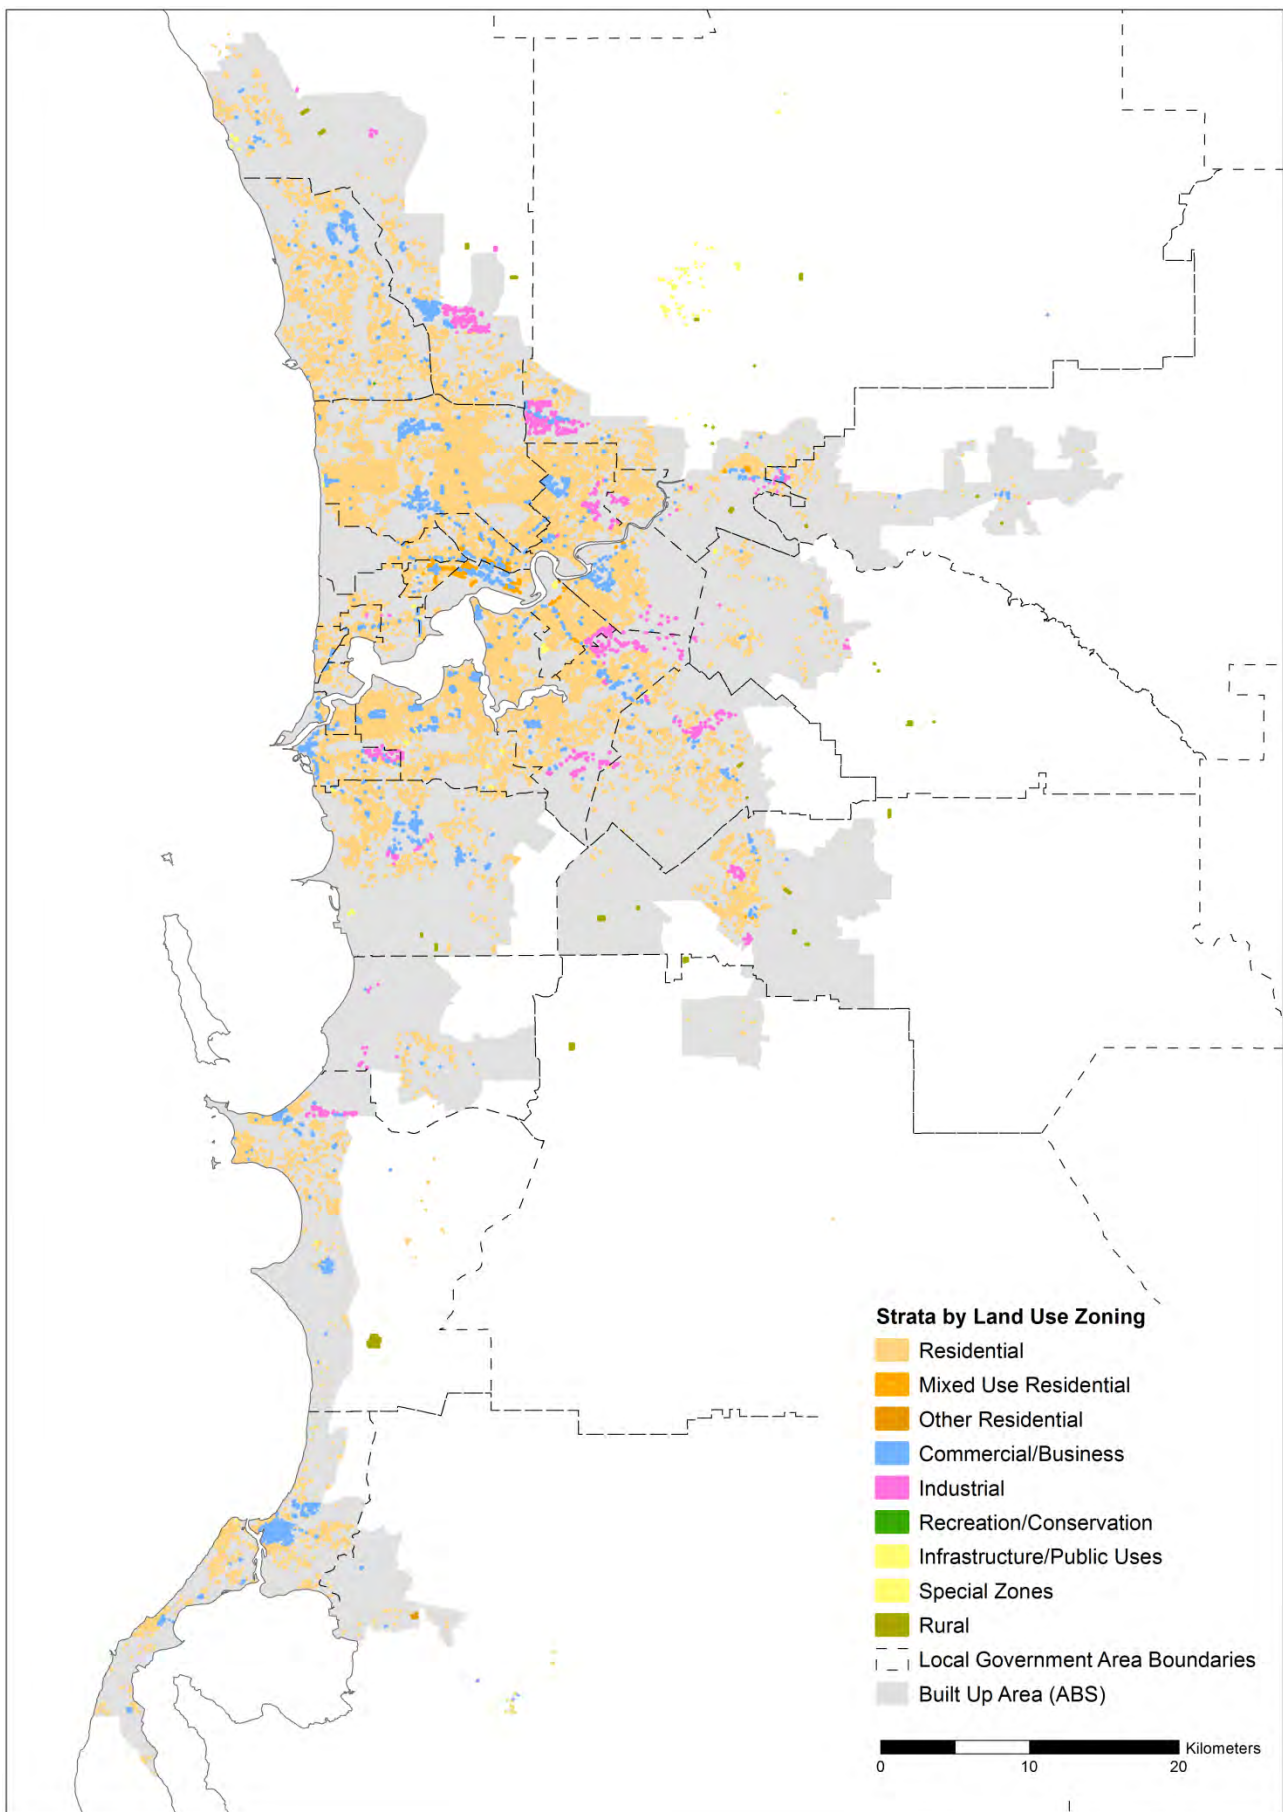 Strata by Land Use Zoning
Residential
Mixed Use Residential
Other Residential
Commercial/Business
Industrial
Recreation/Conservation
Infrastructure/Public Uses
Special Zones
Rural
Local Government Area Boundaries
Built Up Area (ABS)
Kilometers
0 10 20